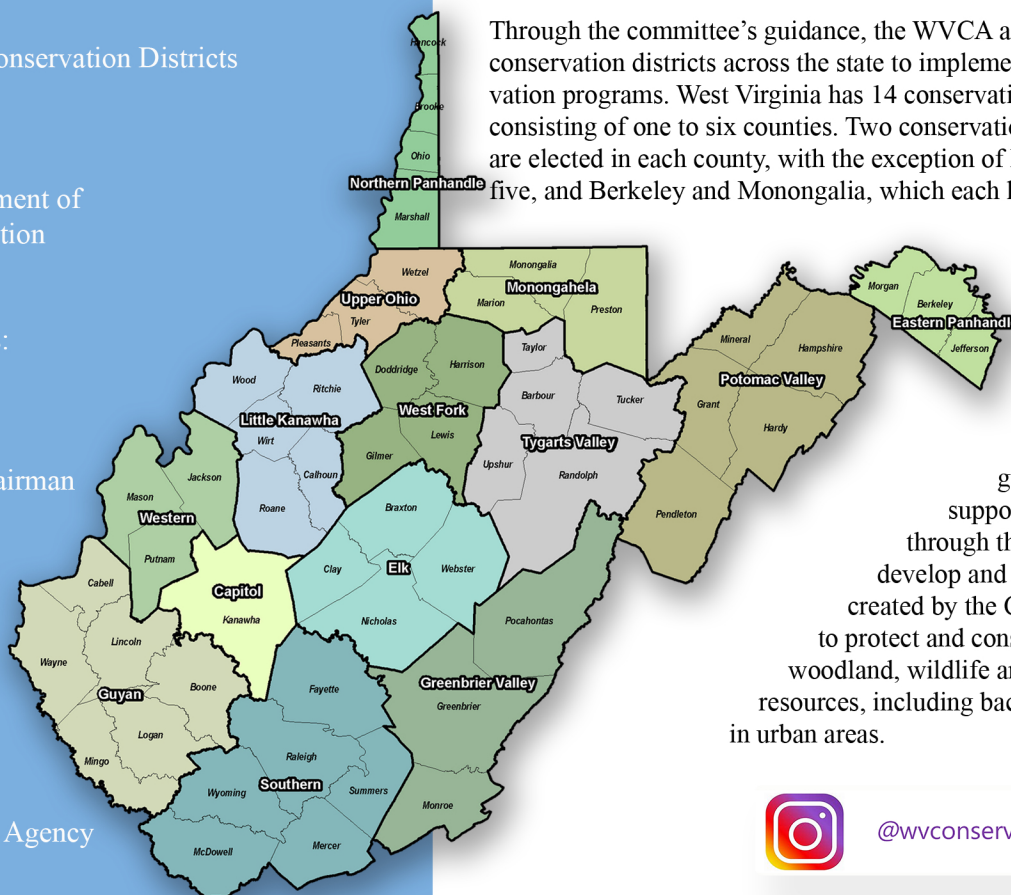 onservation Districts
ment of
tion
:
airman
Agency
Through the committee's guidance, the WVCA a
conservation districts across the state to impleme
vation programs. West Virginia has 14 conservati
consisting of one to six counties. Two conservatio
are elected in each county, with the exception of
five, and Berkeley and Monongalia, which each
Hancock
Brooke
Ohio
Northern Panhandle
Marshall
Wetzel
Upper Ohio
Tyler
Pleasants
Monongalia
Monongahela
Marion
Preston
Morgan
Berkeley
Eastern Panhandle
Jefferson
Mineral
Hampshire
Potomac Valley
Grant
Hardy
Pendleton
Taylor
Barbour
Tucker
Tygarts Valley
Upshur
Randolph
Doddridge
Harrison
West Fork
Lewis
Gilmer
Wood
Ritchie
Little Kanawha
Wirt
Calhoun
Roane
Jackson
Mason
Western
Putnam
Braxton
Clay
Elk
Webster
Nicholas
Capitol
Kanawha
Cabell
Lincoln
Wayne
Boone
Guyan
Logan
Mingo
Pocahontas
Greenbrier Valley
Greenbrier
Monroe
Fayette
Raleigh
Southern
Summers
Wyoming
Mercer
McDowell
g
suppo
through th
develop and
created by the
to protect and cons
woodland, wildlife a
resources, including bac
in urban areas.
@wvconserv